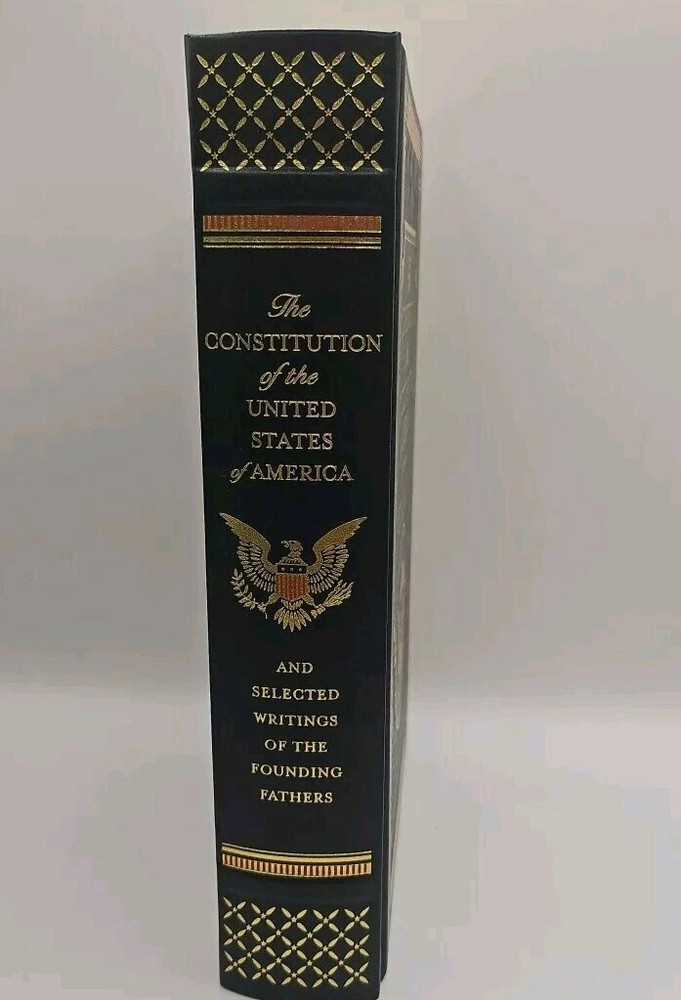 The
CONSTITUTION
of the
UNITED
STATES
of AMERICA
AND
SELECTED
WRITINGS
OF THE
FOUNDING
FATHERS